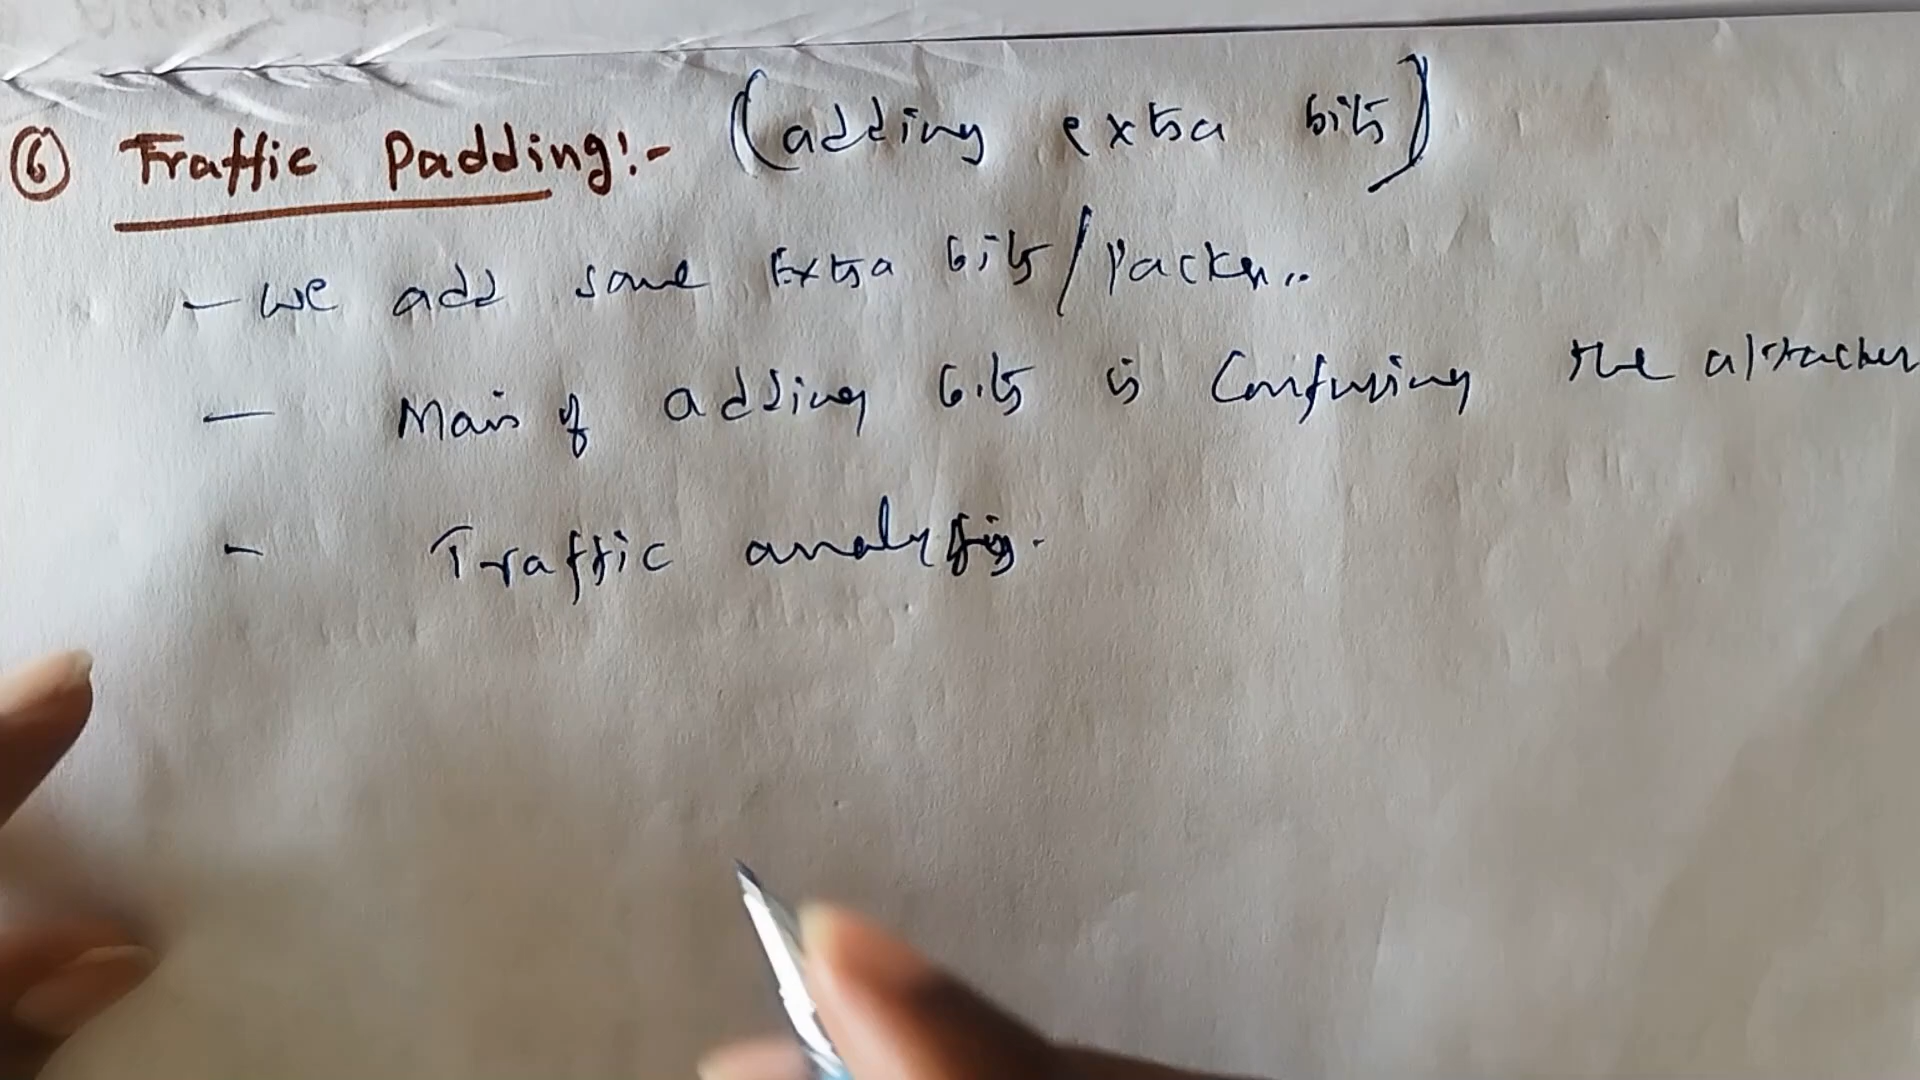 ⑥ Traffic Padding:- (adding extra bits)
- we add some Extra bits/Packer..
- Main of adding bits is Confusing the attacker
- Traffic analysis.